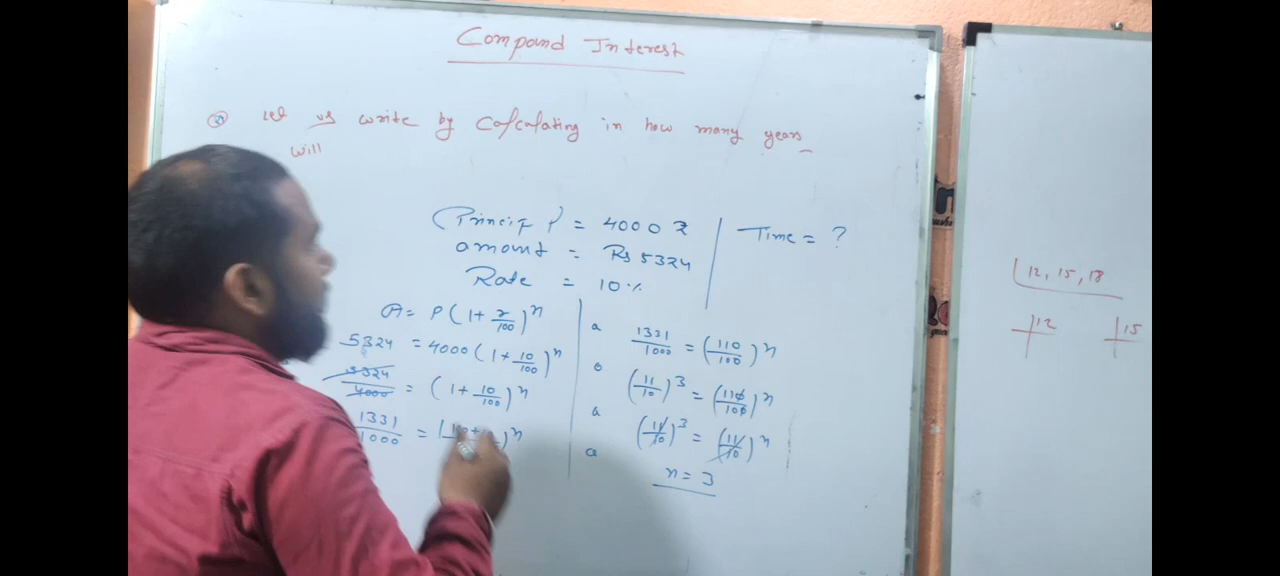 Compound Interest
Let us write by calculating in how many years
will
Principl = 4000 ₹
Time = ?
amount = Rs 5324
Rate = 10%
A = P(1+r/100)^n
5324 = 4000(1+10/100)^n
5324/4000 = (1+10/100)^n
1331/1000 = )^n
1331/1000 = (110/100)^n
(11/10)^3 = (110/100)^n
(11/10)^3 = (11/10)^n
n = 3
12, 15, 18
12
15